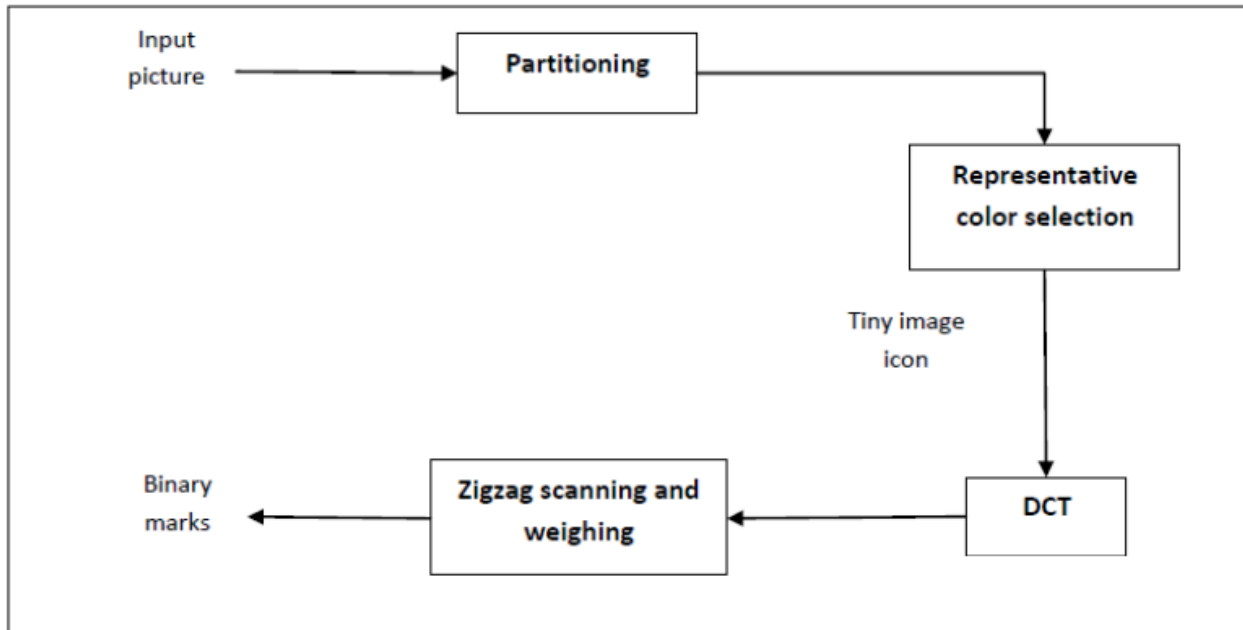 Input
picture
Partitioning
Representative
color selection
Tiny image
icon
DCT
Zigzag scanning and
weighing
Binary
marks